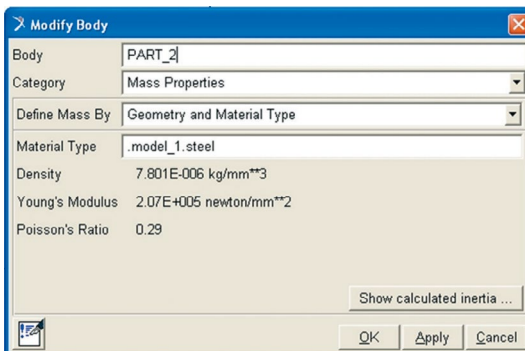 Modify Body
Body PART_2
Category Mass Properties
Define Mass By Geometry and Material Type
Material Type .model_1.steel
Density 7.801E-006 kg/mm**3
Young's Modulus 2.07E+005 newton/mm**2
Poisson's Ratio 0.29
Show calculated inertia ...
OK Apply Cancel